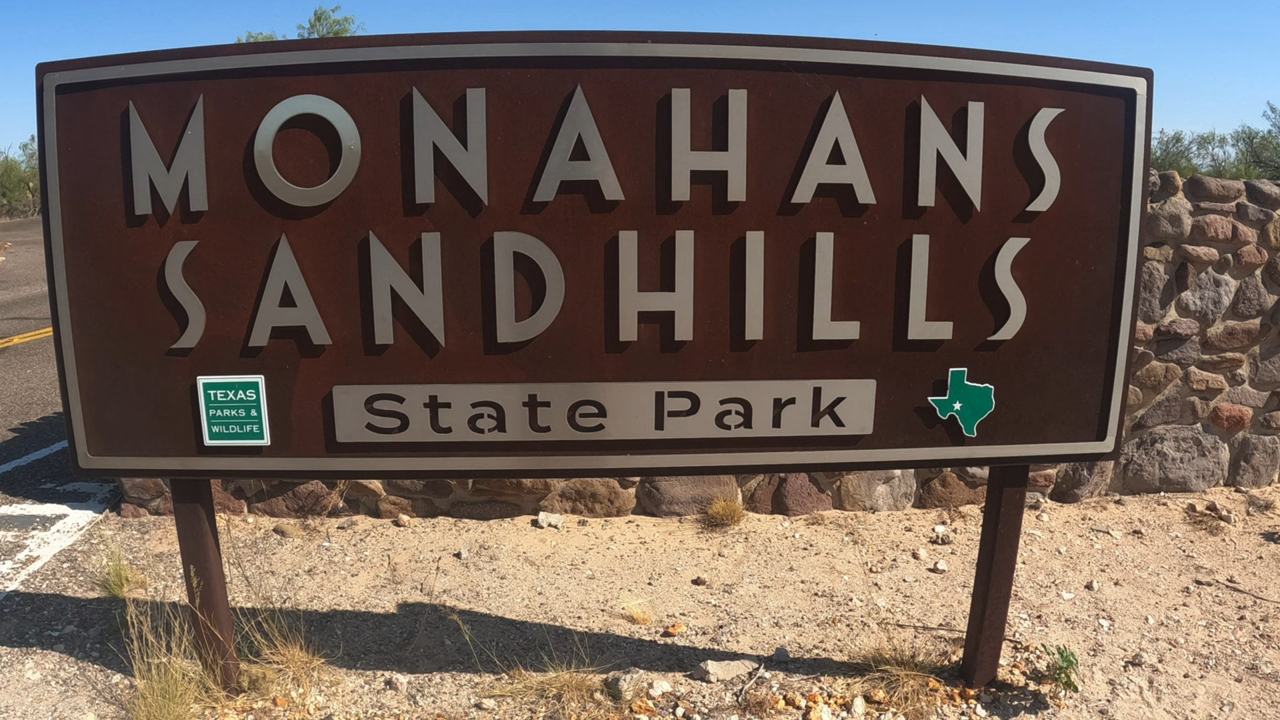 MONAHANS
SANDHILLS
State Park
TEXAS
PARKS &
WILDLIFE